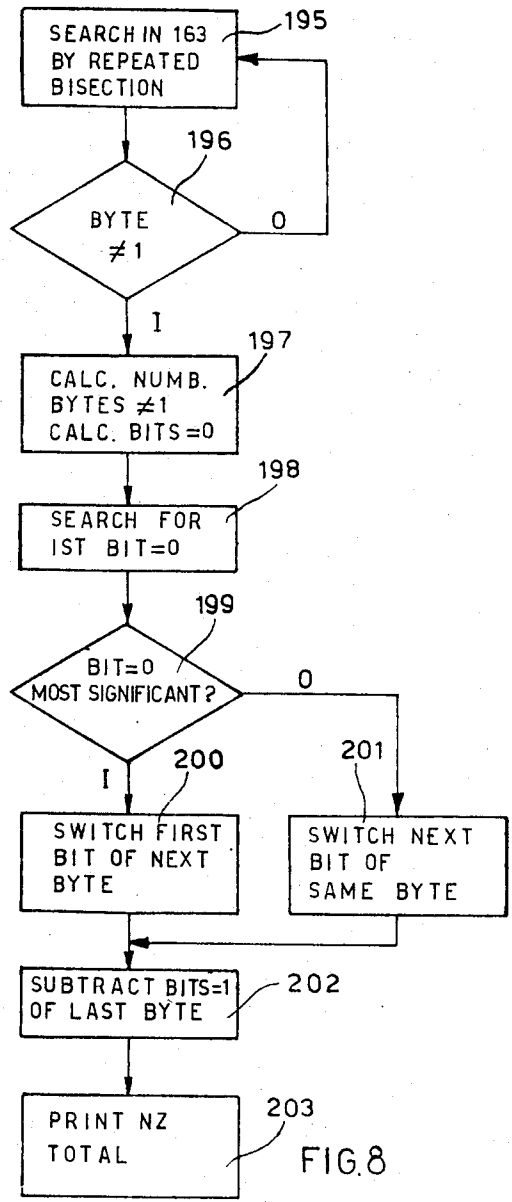 SEARCH IN 163
BY REPEATED
BISECTION
195
196
BYTE
≠1
0
I
197
CALC. NUMB.
BYTES ≠1
CALC. BITS=0
198
SEARCH FOR
IST BIT=0
199
BIT=0
MOST SIGNIFICANT?
0
I
200
201
SWITCH FIRST
BIT OF NEXT
BYTE
SWITCH NEXT
BIT OF
SAME BYTE
SUBTRACT BITS=1
OF LAST BYTE
202
PRINT NZ
TOTAL
203
FIG.8